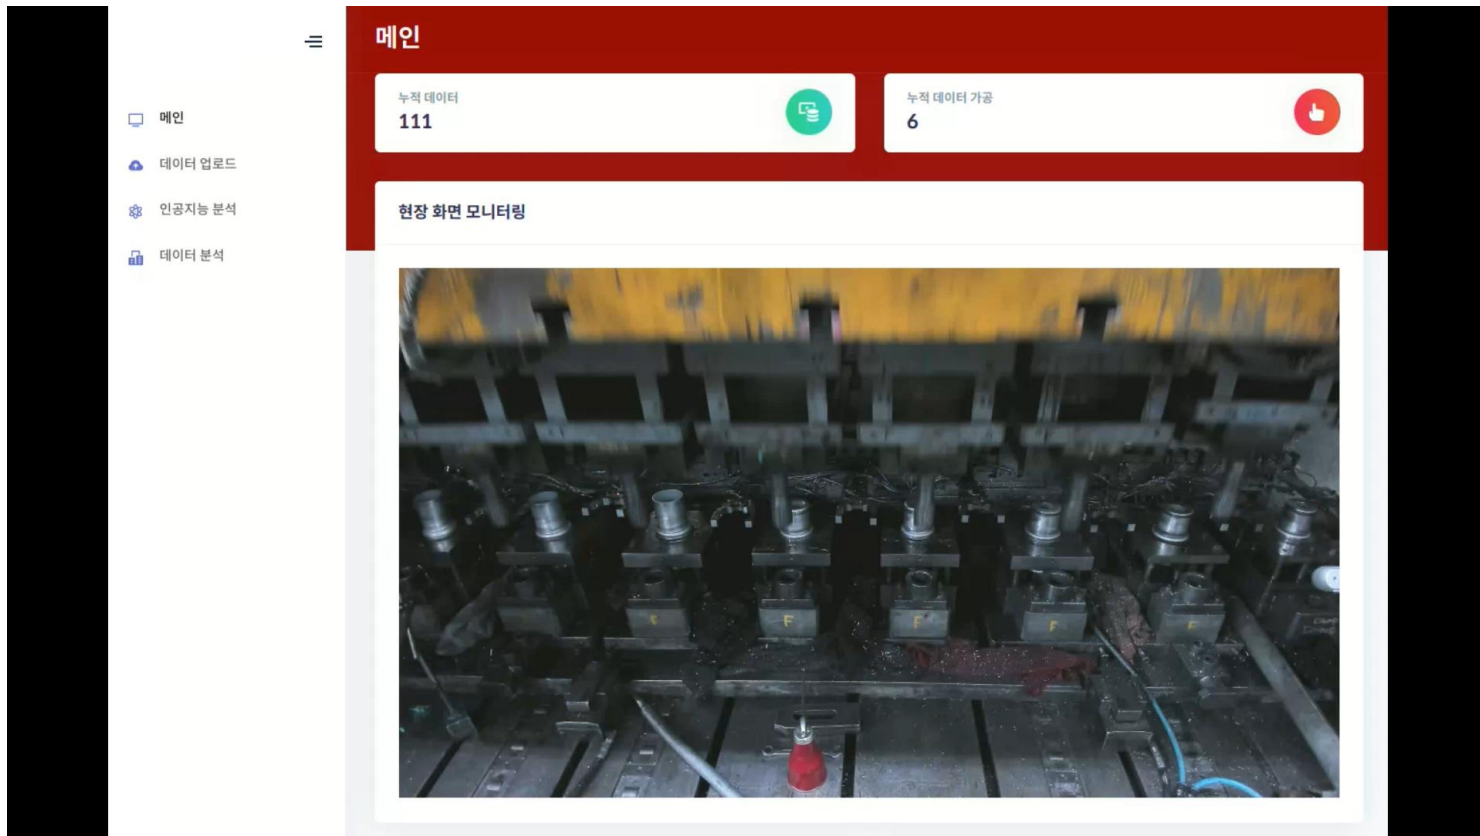 메인
메인
데이터 업로드
인공지능 분석
데이터 분석
누적 데이터
111
누적 데이터 가공
6
현장 화면 모니터링
F
F
F
F
F